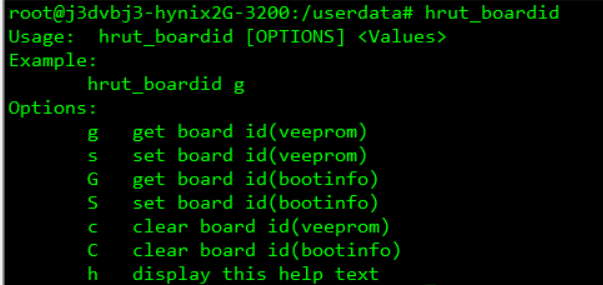 root@j3dvbj3-hynix2G-3200:/userdata# hrut_boardid
Usage:  hrut_boardid [OPTIONS] <Values>
Example:
       hrut_boardid g
Options:
       g   get board id(veeprom)
       s   set board id(veeprom)
       G   get board id(bootinfo)
       S   set board id(bootinfo)
       c   clear board id(veeprom)
       C   clear board id(bootinfo)
       h   display this help text